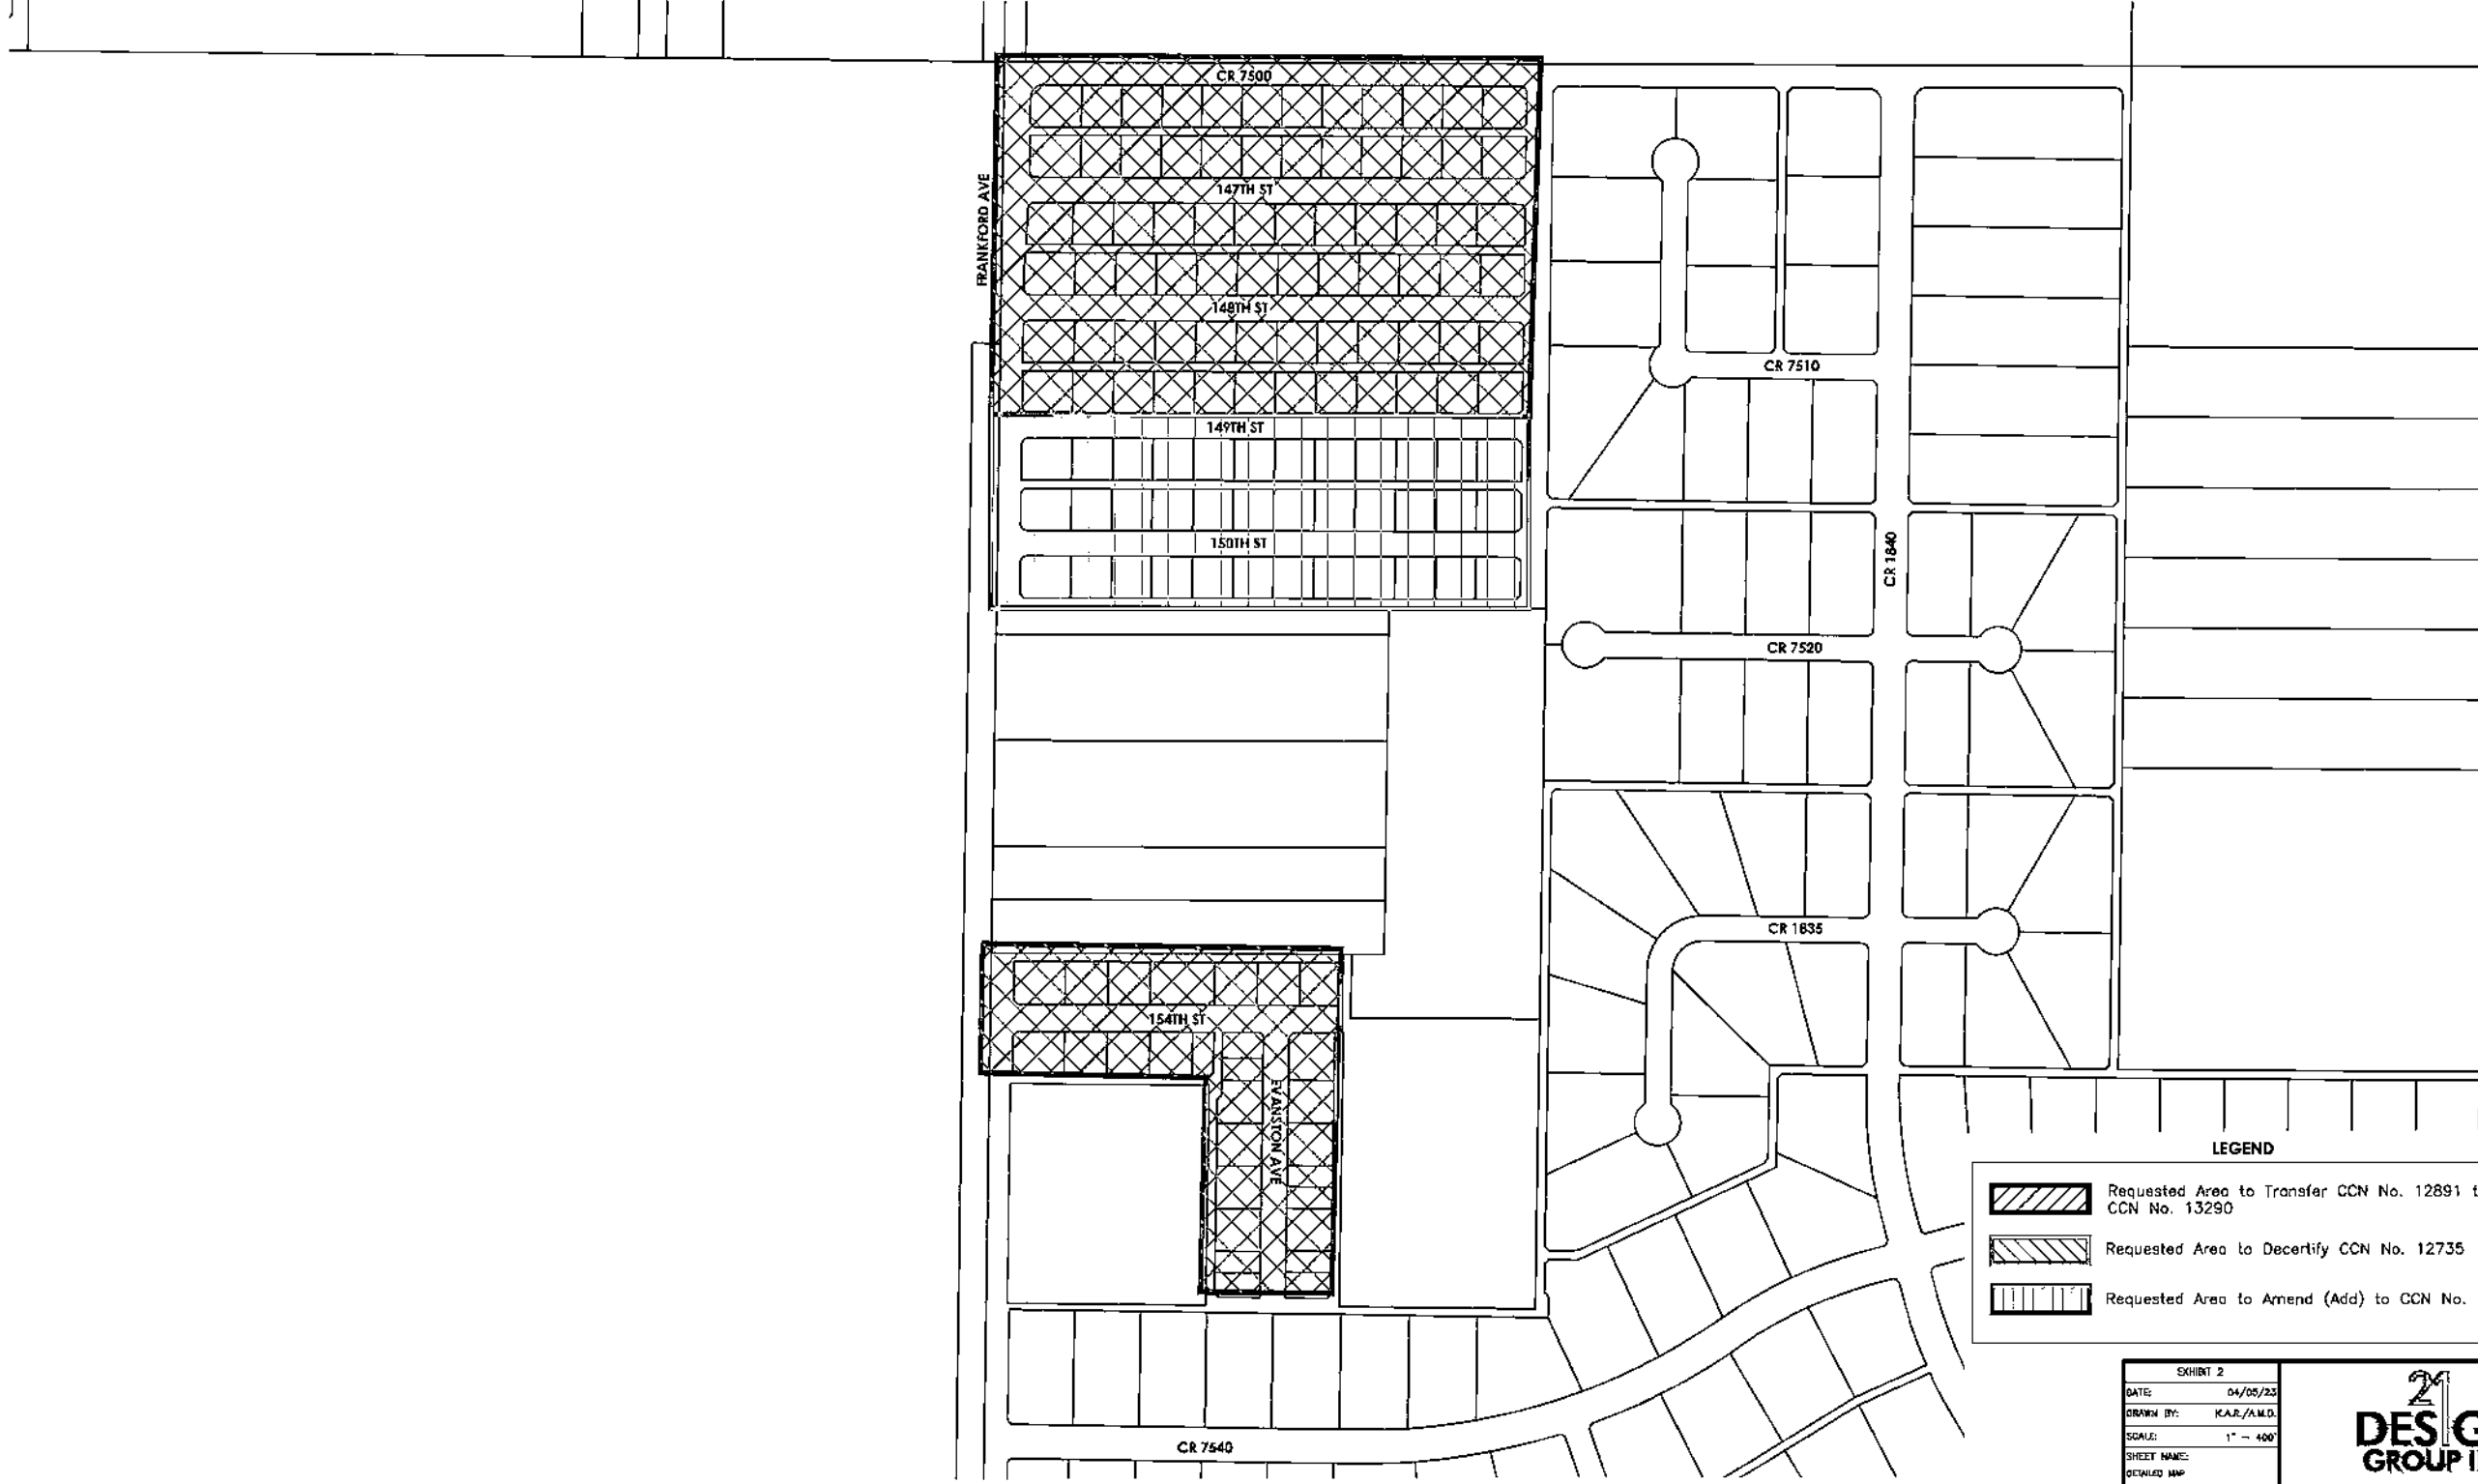 CR 7500
147TH ST
FRANKFORD AVE
148TH ST
CR 7510
149TH ST
150TH ST
CR 1840
CR 7520
CR 1835
154TH ST
EVANSTON AVE
CR 7540
LEGEND
Requested Area to Transfer CCN No. 12891 t
CCN No. 13290
Requested Area to Decertify CCN No. 12735
Requested Area to Amend (Add) to CCN No.
EXHIBIT 2
DATE: 04/05/23
DRAWN BY: K.A.R./A.M.D.
SCALE: 1" = 400'
SHEET NAME:
DETAILED MAP
21
DESIG
GROUP I